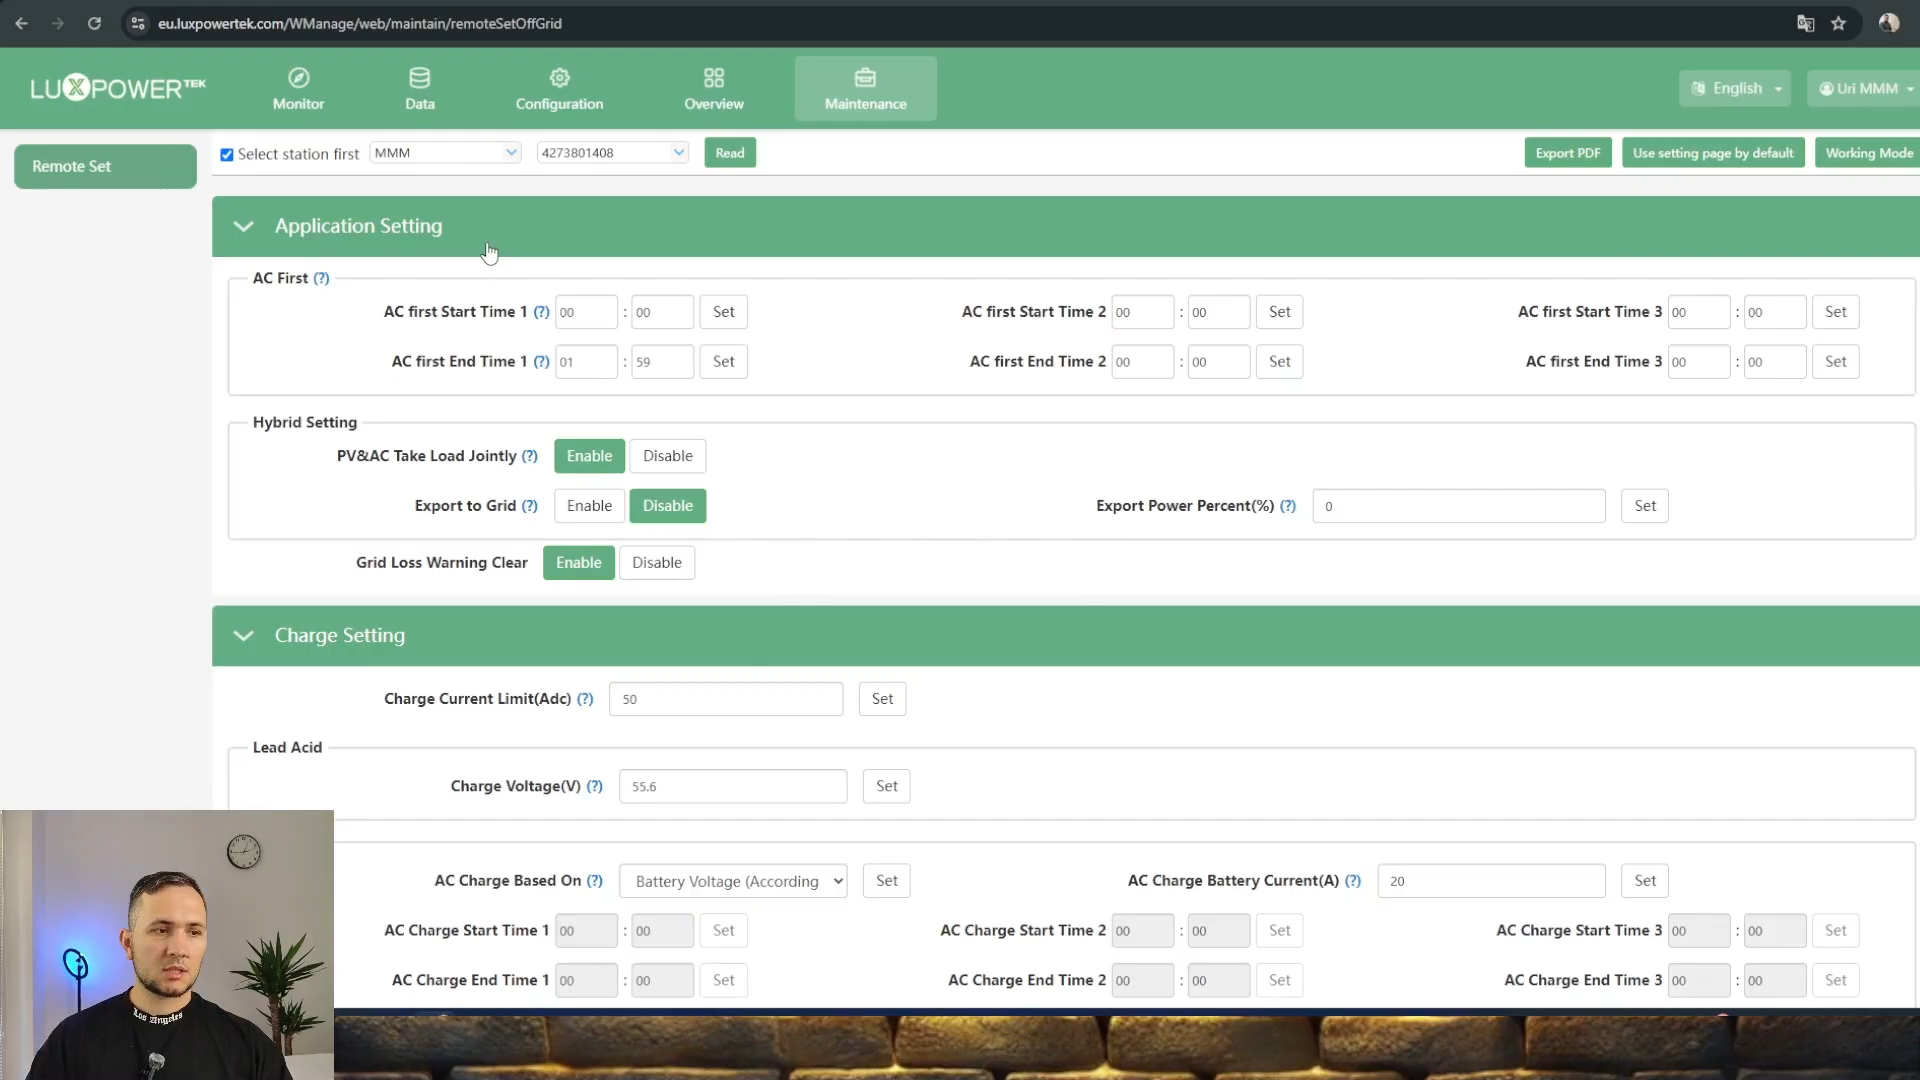 eu.luxpowertek.com/WManage/web/maintain/remoteSetOffGrid
LUXPOWERTEK
Monitor
Data
Configuration
Overview
Maintenance
English
Uri MMM
Remote Set
Select station first
MMM
4273801408
Read
Export PDF
Use setting page by default
Working Mode
Application Setting
AC First (?)
AC first Start Time 1 (?) 00 : 00 Set
AC first Start Time 2 00 : 00 Set
AC first Start Time 3 00 : 00 Set
AC first End Time 1 (?) 01 : 59 Set
AC first End Time 2 00 : 00 Set
AC first End Time 3 00 : 00 Set
Hybrid Setting
PV&AC Take Load Jointly (?) Enable Disable
Export to Grid (?) Enable Disable
Export Power Percent(%) (?) 0 Set
Grid Loss Warning Clear Enable Disable
Charge Setting
Charge Current Limit(Adc) (?) 50 Set
Lead Acid
Charge Voltage(V) (?) 55.6 Set
AC Charge Based On (?) Battery Voltage (According Set
AC Charge Battery Current(A) (?) 20 Set
AC Charge Start Time 1 00 : 00 Set
AC Charge Start Time 2 00 : 00 Set
AC Charge Start Time 3 00 : 00 Set
AC Charge End Time 1 00 : 00 Set
AC Charge End Time 2 00 : 00 Set
AC Charge End Time 3 00 : 00 Set
Los Angeles